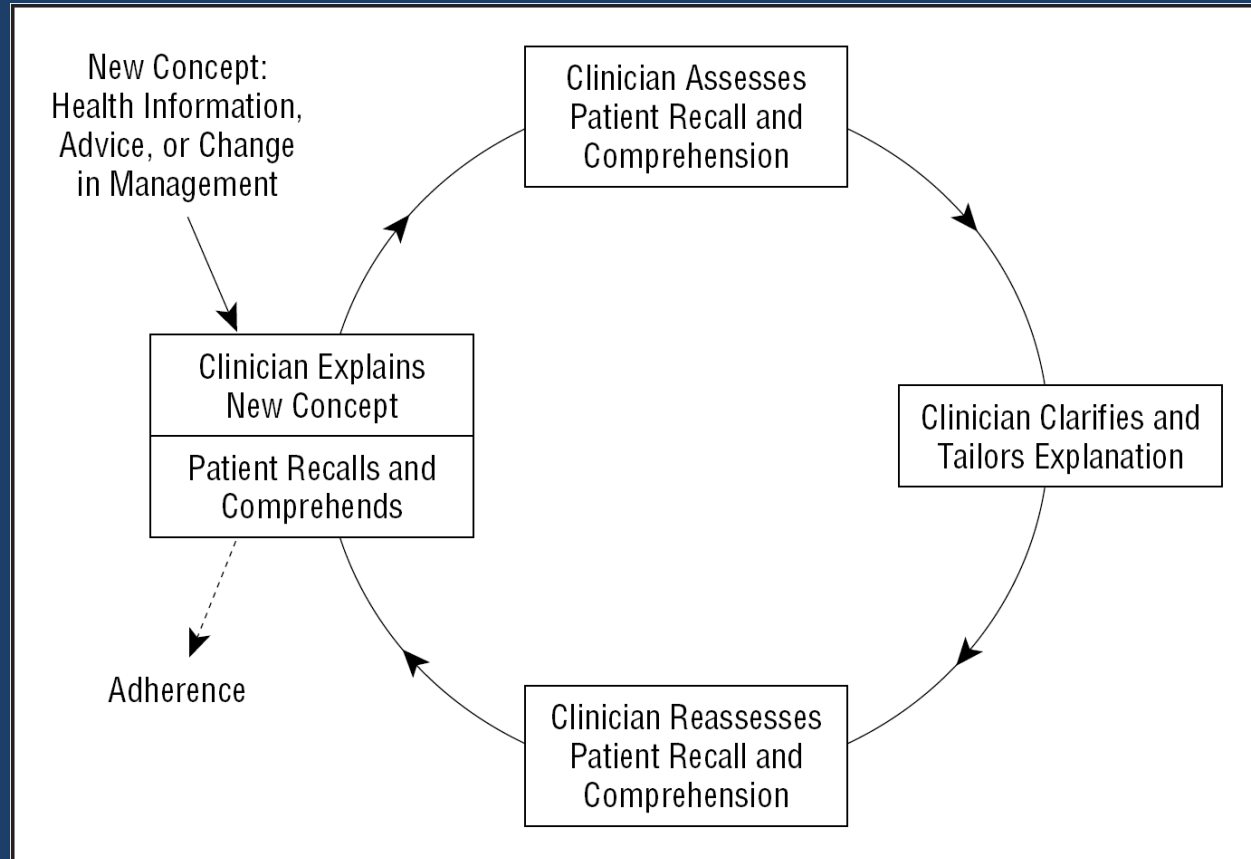 New Concept:
Health Information,
Advice, or Change
in Management
Clinician Assesses
Patient Recall and
Comprehension
Clinician Explains
New Concept
Patient Recalls and
Comprehends
Clinician Clarifies and
Tailors Explanation
Adherence
Clinician Reassesses
Patient Recall and
Comprehension